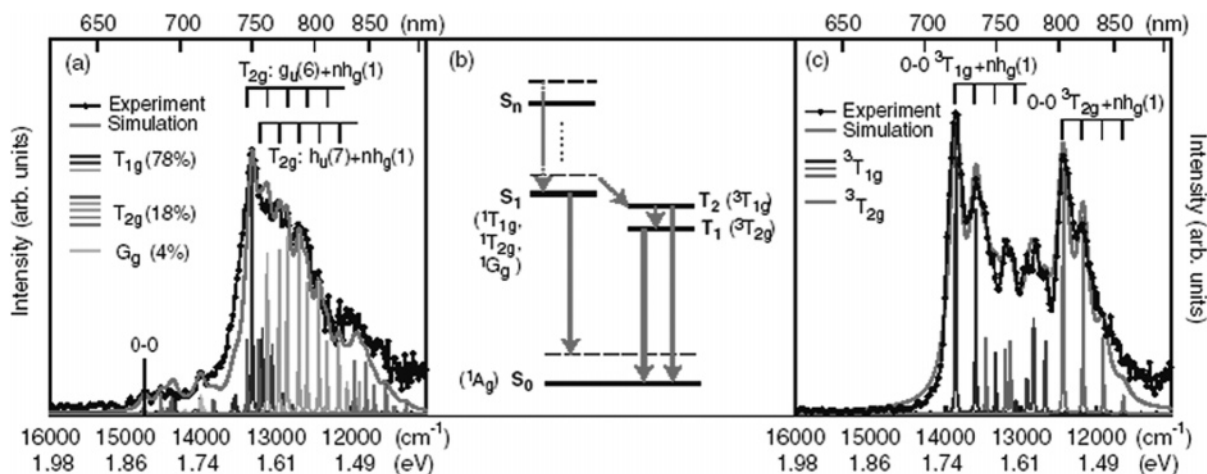 650 700 750 800 850 (nm)
(a)
T2g: gu(6)+nhg(1)
Experiment
Simulation
T1g (78%)
T2g: hu(7)+nhg(1)
T2g (18%)
Gg (4%)
0-0
Intensity (arb. units)
16000 15000 14000 13000 12000 (cm-1)
1.98 1.86 1.74 1.61 1.49 (eV)
(b)
Sn
S1
(1T1g,
1T2g,
1Gg )
T2 (3T1g)
T1 (3T2g)
(1Ag) S0
650 700 750 800 850 (nm)
(c)
0-0 3T1g+nhg(1)
0-0 3T2g+nhg(1)
Experiment
Simulation
3T1g
3T2g
Intensity (arb. units)
16000 15000 14000 13000 12000 (cm-1)
1.98 1.86 1.74 1.61 1.49 (eV)